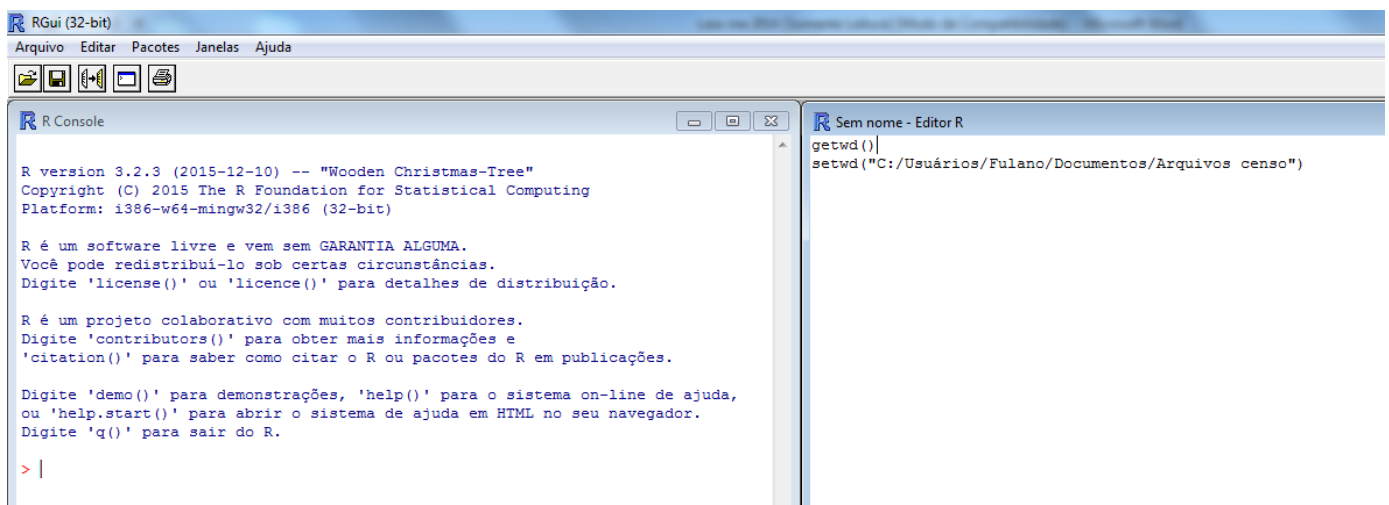 RGui (32-bit)
Arquivo Editar Pacotes Janelas Ajuda
R Console
R version 3.2.3 (2015-12-10) -- "Wooden Christmas-Tree"
Copyright (C) 2015 The R Foundation for Statistical Computing
Platform: i386-w64-mingw32/i386 (32-bit)
R é um software livre e vem sem GARANTIA ALGUMA.
Você pode redistribuí-lo sob certas circunstâncias.
Digite 'license()' ou 'licence()' para detalhes de distribuição.
R é um projeto colaborativo com muitos contribuidores.
Digite 'contributors()' para obter mais informações e
'citation()' para saber como citar o R ou pacotes do R em publicações.
Digite 'demo()' para demonstrações, 'help()' para o sistema on-line de ajuda,
ou 'help.start()' para abrir o sistema de ajuda em HTML no seu navegador.
Digite 'q()' para sair do R.
>
Sem nome - Editor R
getwd()
setwd("C:/Usuários/Fulano/Documentos/Arquivos censo")